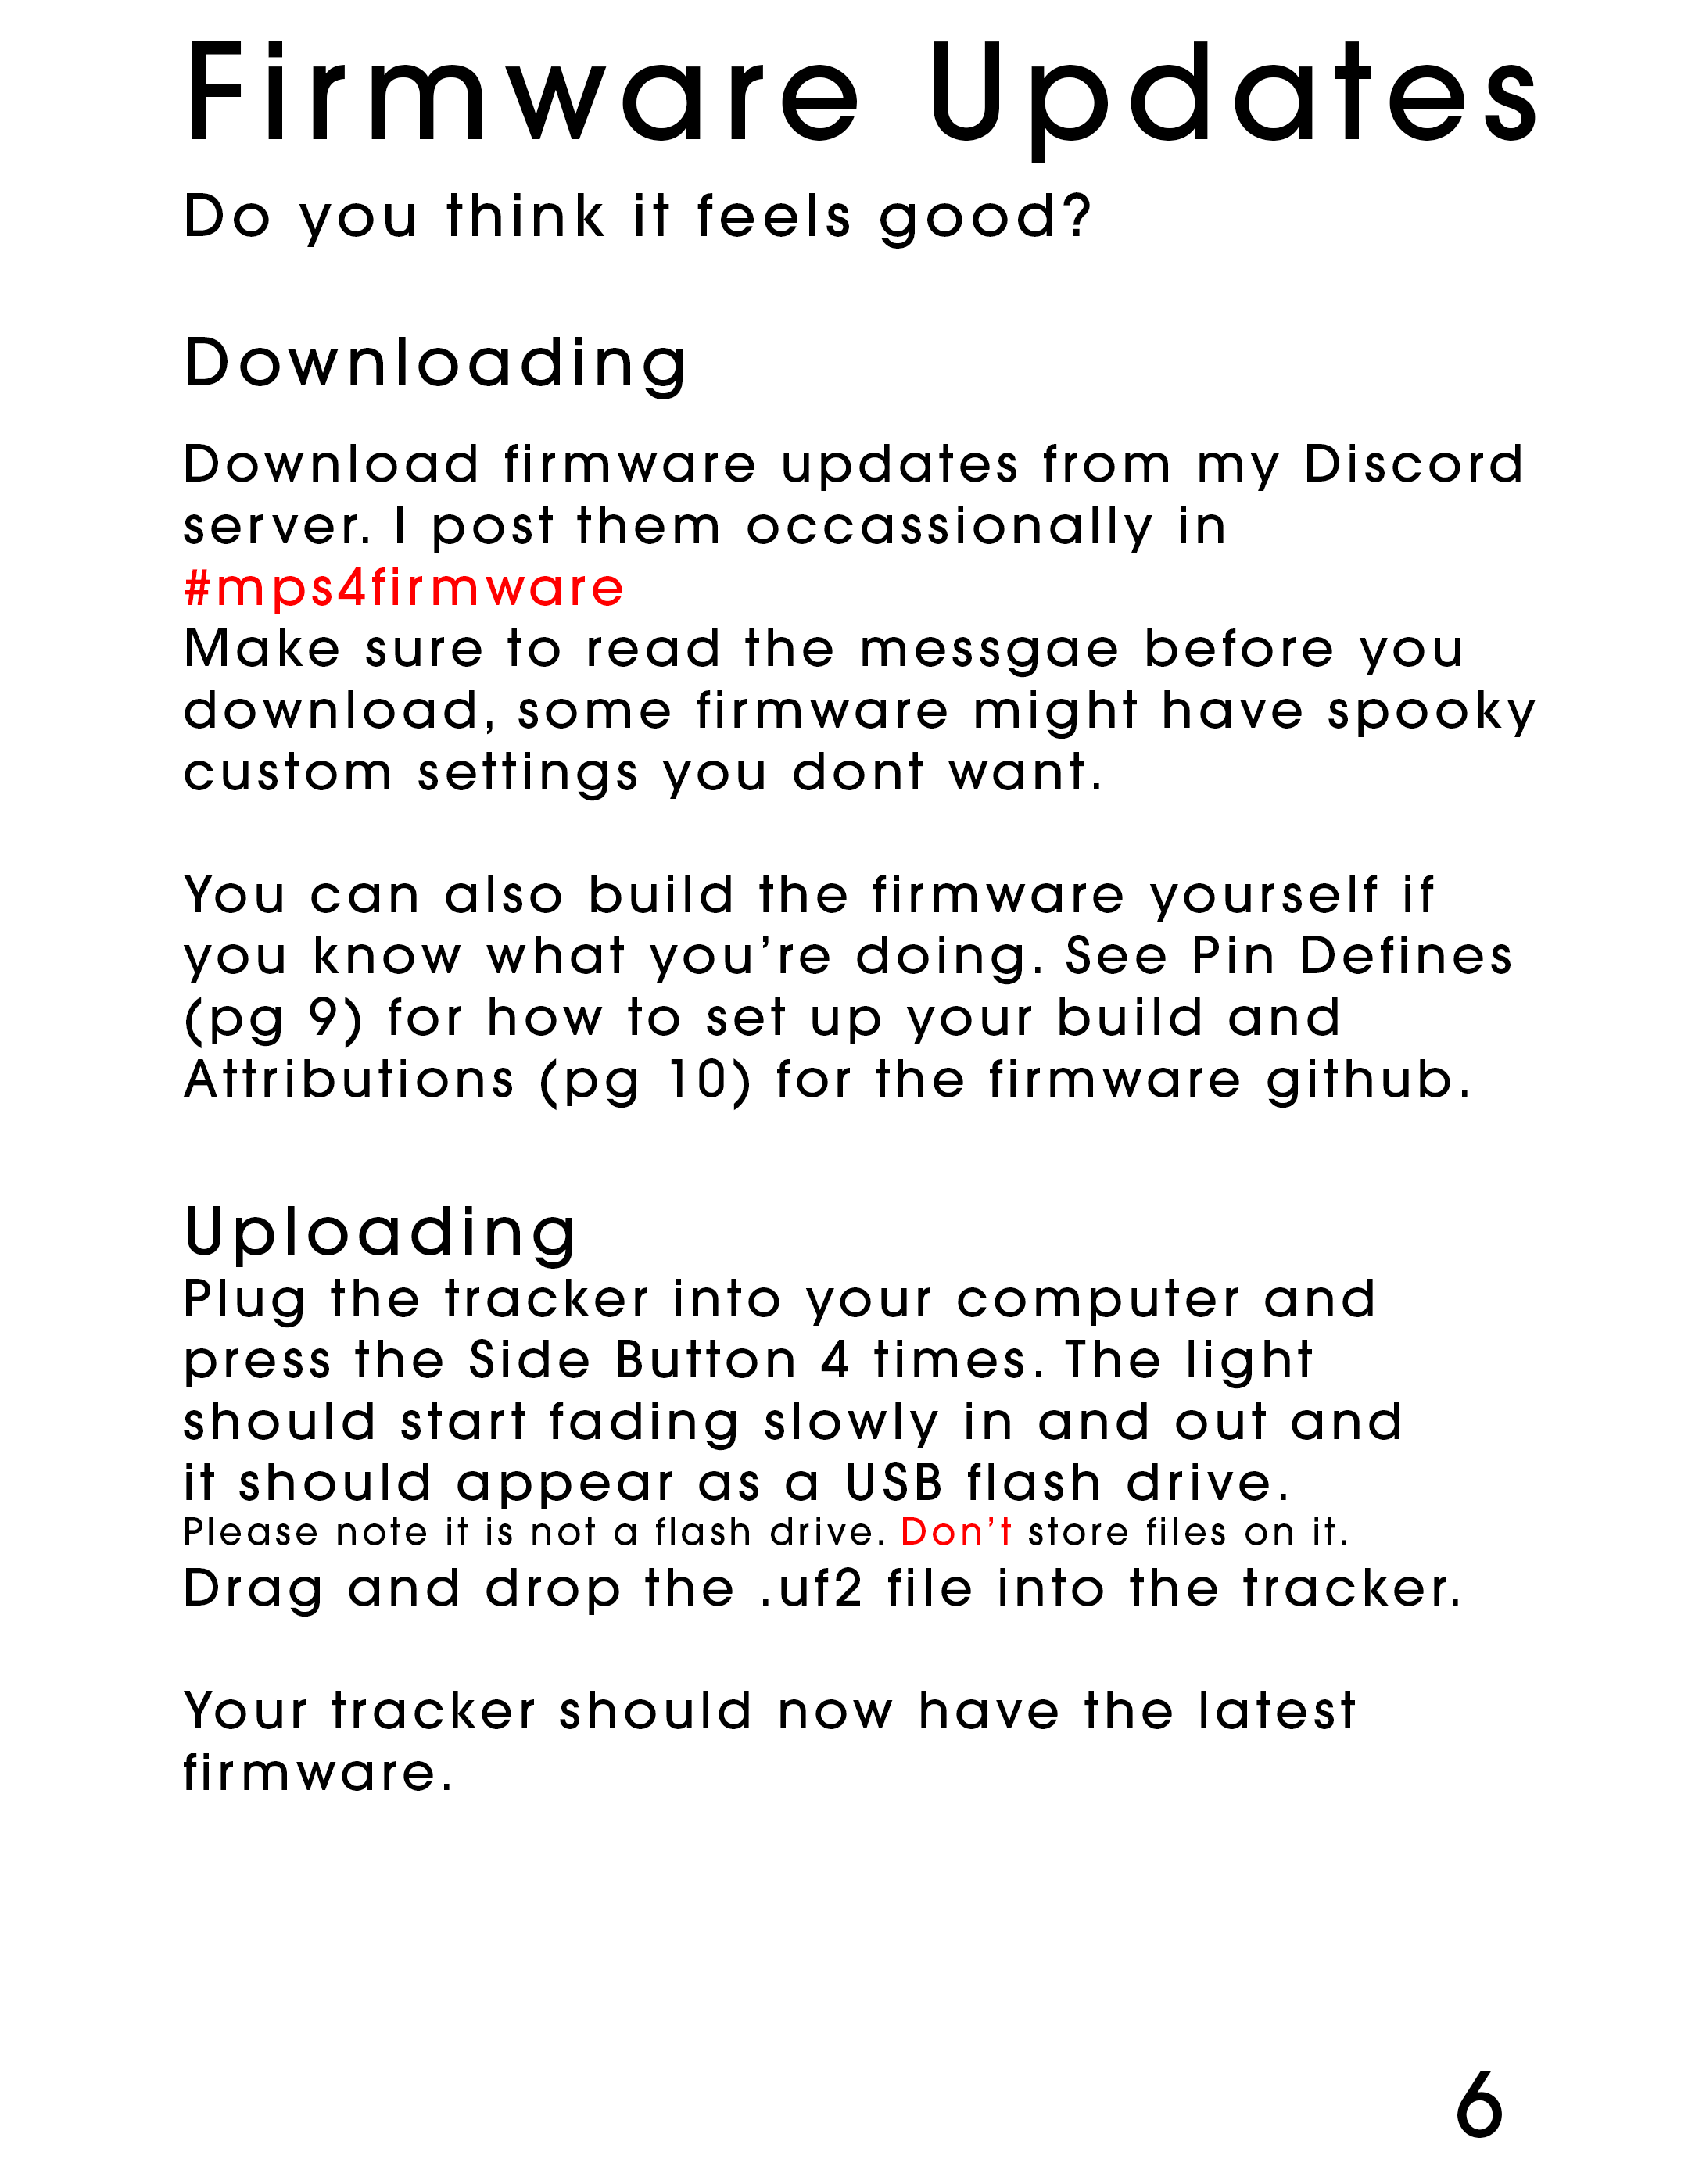 Firmware Updates
Do you think it feels good?
Downloading
Download firmware updates from my Discord
server. I post them occassionally in
#mps4firmware
Make sure to read the messgae before you
download, some firmware might have spooky
custom settings you dont want.
You can also build the firmware yourself if
you know what you’re doing. See Pin Defines
(pg 9) for how to set up your build and
Attributions (pg 10) for the firmware github.
Uploading
Plug the tracker into your computer and
press the Side Button 4 times. The light
should start fading slowly in and out and
it should appear as a USB flash drive.
Please note it is not a flash drive. Don’t store files on it.
Drag and drop the .uf2 file into the tracker.
Your tracker should now have the latest
firmware.
6